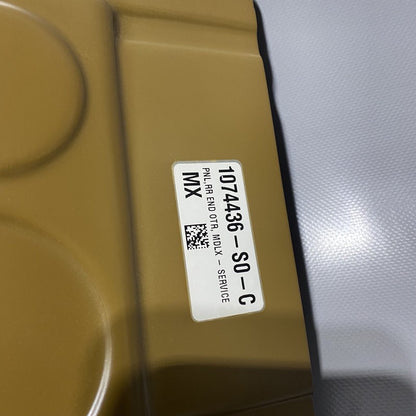 1074436-S0-C
PNL,RR END OTR, MDLX - SERVICE
MX